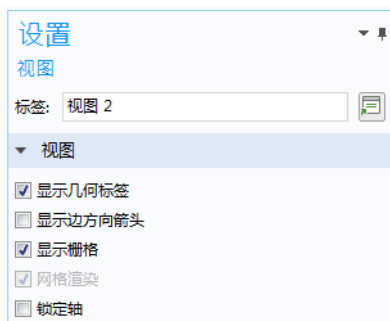 设置
视图
标签: 视图 2
视图
显示几何标签
显示边方向箭头
显示栅格
网格渲染
锁定轴